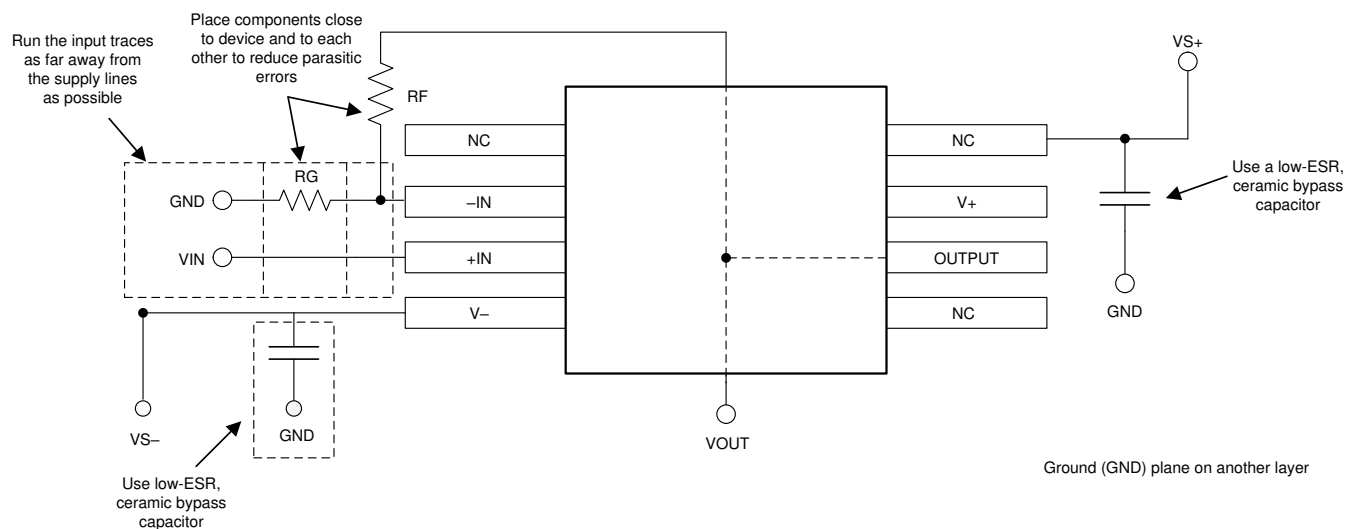 Run the input traces
as far away from
the supply lines
as possible
Place components close
to device and to each
other to reduce parasitic
errors
RF
RG
GND
VIN
NC
–IN
+IN
V–
VS–
GND
Use low-ESR,
ceramic bypass
capacitor
NC
V+
OUTPUT
NC
VOUT
VS+
Use a low-ESR,
ceramic bypass
capacitor
GND
Ground (GND) plane on another layer